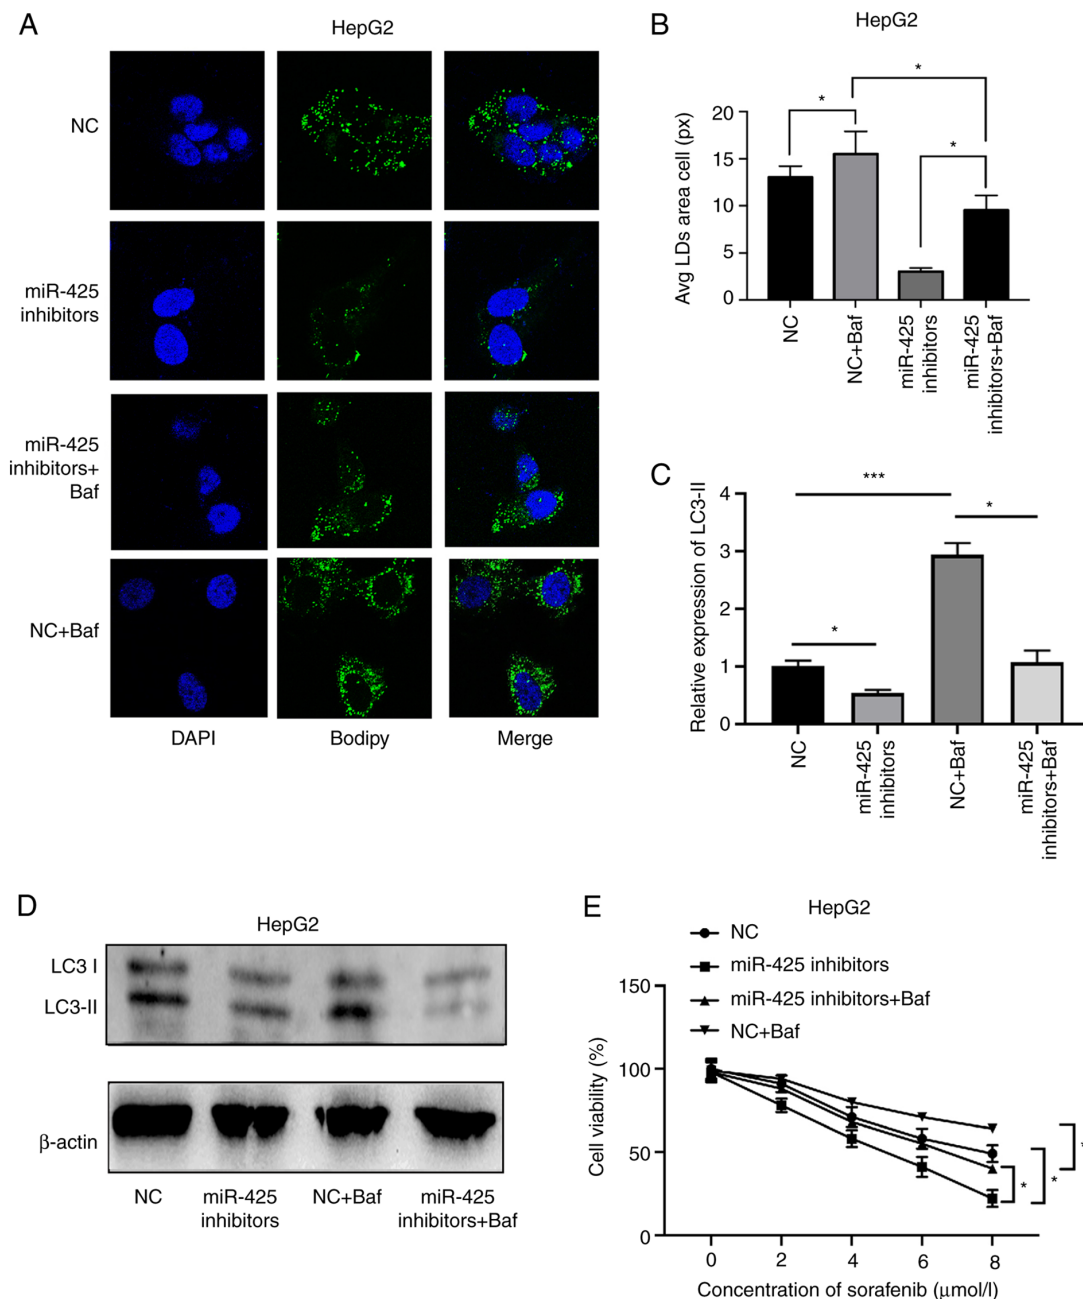 A
HepG2
NC
miR-425
inhibitors
miR-425
inhibitors+
Baf
NC+Baf
DAPI
Bodipy
Merge
B
HepG2
*
*
*
Avg LDs area cell (px)
20
15
10
5
0
NC
NC+Baf
miR-425
inhibitors
miR-425
inhibitors+Baf
C
***
*
*
Relative expression of LC3-II
4
3
2
1
0
NC
miR-425
inhibitors
NC+Baf
miR-425
inhibitors+Baf
D
HepG2
LC3 I
LC3-II
β-actin
NC
miR-425
inhibitors
NC+Baf
miR-425
inhibitors+Baf
E
HepG2
NC
miR-425 inhibitors
miR-425 inhibitors+Baf
NC+Baf
Cell viability (%)
150
100
50
0
*
*
*
0 2 4 6 8
Concentration of sorafenib (μmol/l)